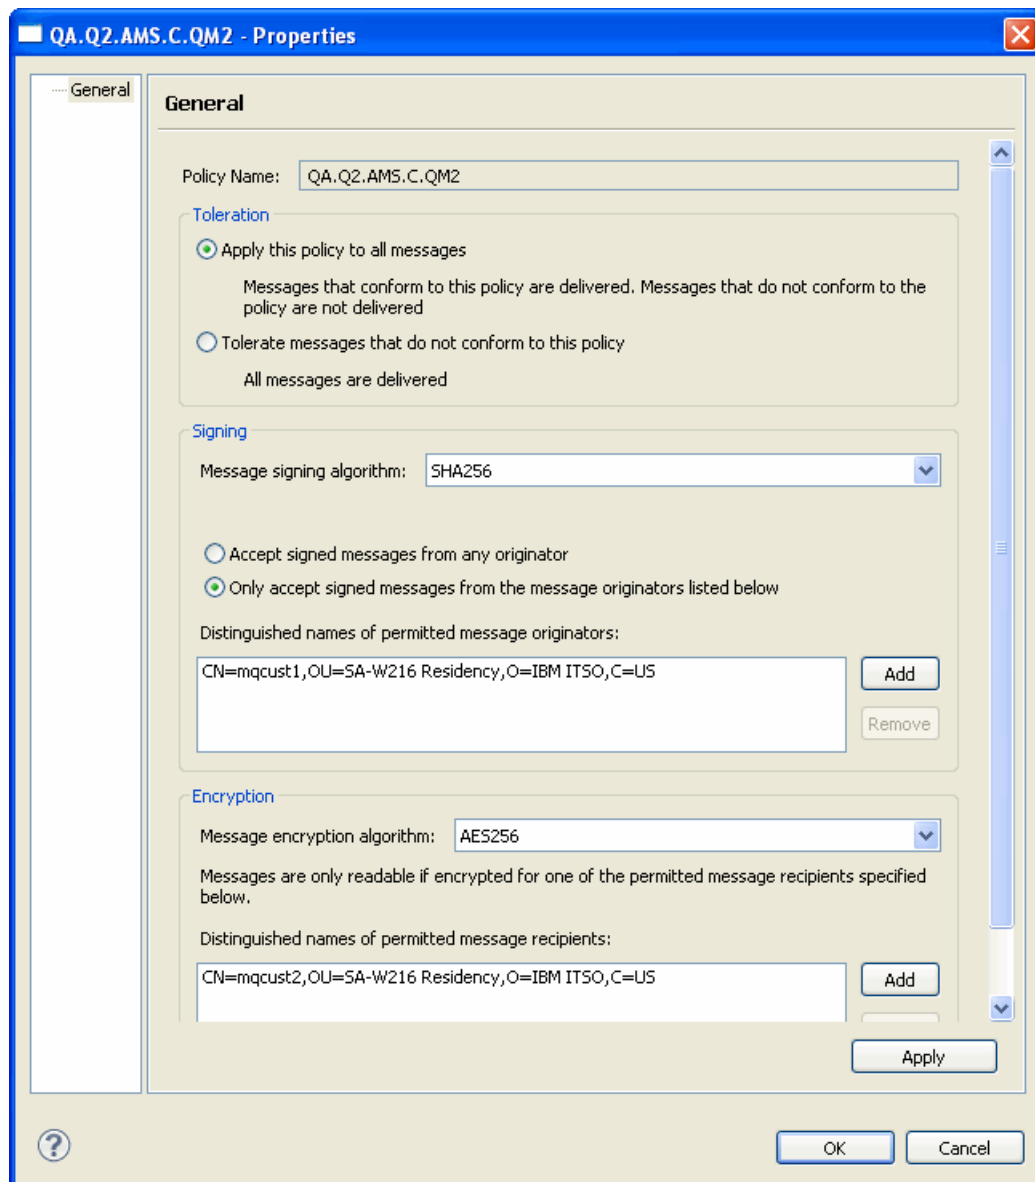 QA.Q2.AMS.C.QM2 - Properties
General
General
Policy Name: QA.Q2.AMS.C.QM2
Toleration
Apply this policy to all messages
Messages that conform to this policy are delivered. Messages that do not conform to the
policy are not delivered
Tolerate messages that do not conform to this policy
All messages are delivered
Signing
Message signing algorithm: SHA256
Accept signed messages from any originator
Only accept signed messages from the message originators listed below
Distinguished names of permitted message originators:
CN=mqcust1,OU=SA-W216 Residency,O=IBM ITSO,C=US
Add
Remove
Encryption
Message encryption algorithm: AES256
Messages are only readable if encrypted for one of the permitted message recipients specified
below.
Distinguished names of permitted message recipients:
CN=mqcust2,OU=SA-W216 Residency,O=IBM ITSO,C=US
Add
Apply
?
OK Cancel